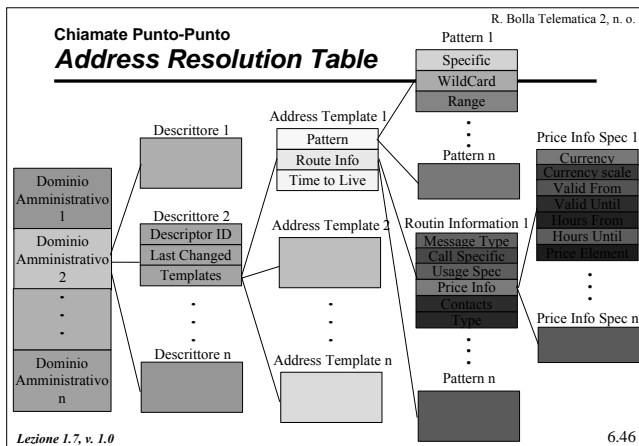 R. Bolla Telematica 2, n. o.
Chiamate Punto-Punto
Address Resolution Table
Pattern 1
Specific
WildCard
Range
Pattern n
Address Template 1
Pattern
Route Info
Time to Live
Address Template 2
Address Template n
Descrittore 1
Descrittore 2
Descriptor ID
Last Changed
Templates
Descrittore n
Dominio
Amministrativo
1
Dominio
Amministrativo
2
Dominio
Amministrativo
n
Routin Information 1
Message Type
Call Specific
Usage Spec
Price Info
Contacts
Type
Pattern n
Price Info Spec 1
Currency
Currency scale
Valid From
Valid Until
Hours From
Hours Until
Price Element
Price Info Spec n
Lezione 1.7, v. 1.0
6.46